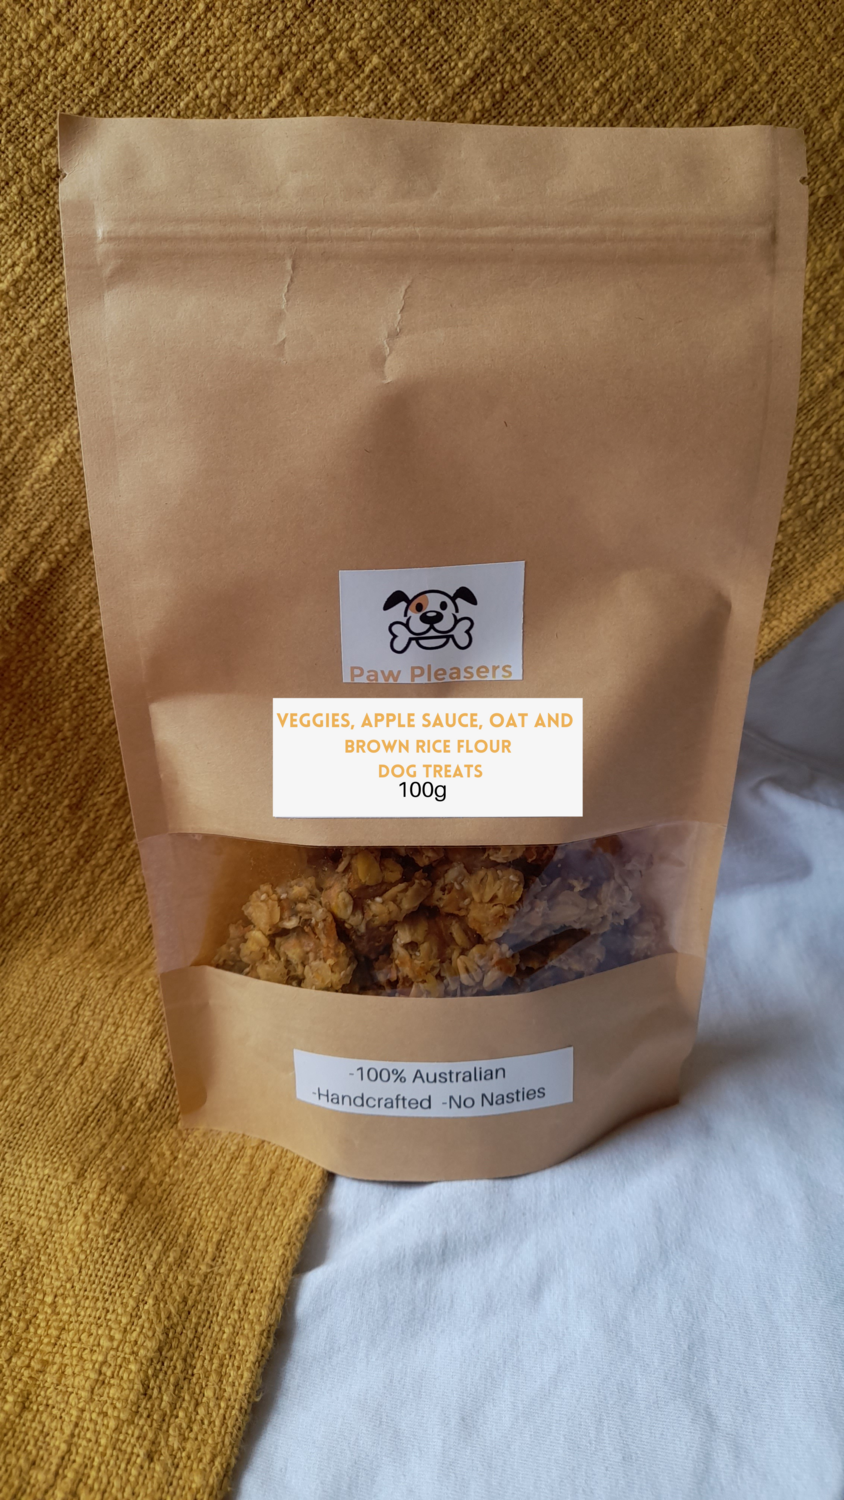 Paw Pleasers
VEGGIES, APPLE SAUCE, OAT AND
BROWN RICE FLOUR
DOG TREATS
100g
-100% Australian
-Handcrafted -No Nasties